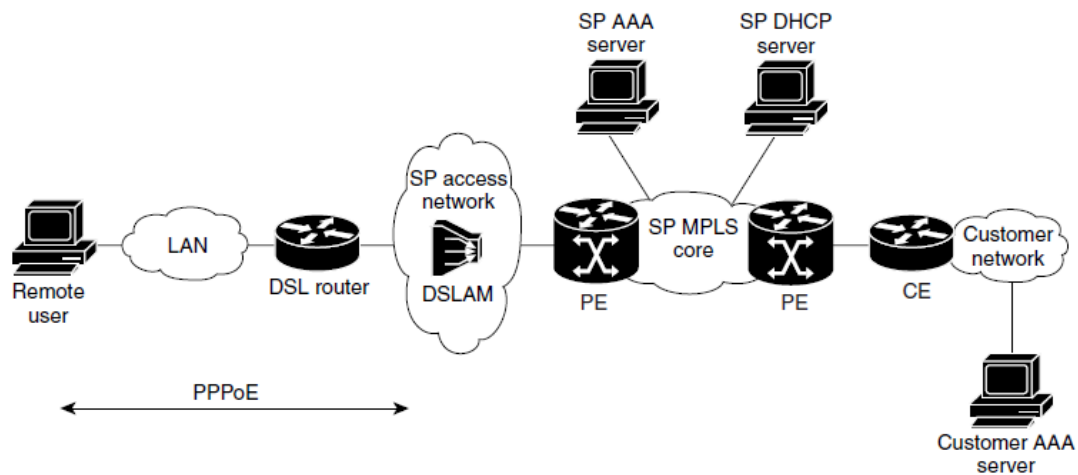 SP AAA
server
SP DHCP
server
SP access
network
DSLAM
LAN
SP MPLS
core
Customer
network
Remote
user
DSL router
PE
PE
CE
PPPoE
Customer AAA
server